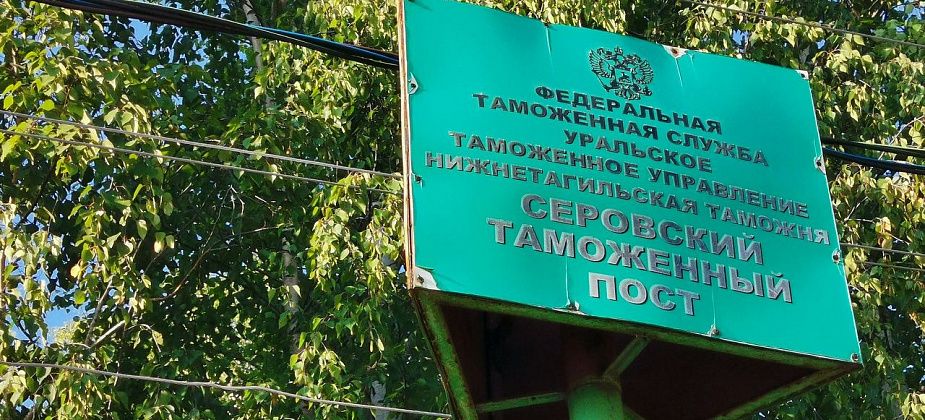 ФЕДЕРАЛЬНАЯ
ТАМОЖЕННАЯ СЛУЖБА
УРАЛЬСКОЕ
ТАМОЖЕННОЕ УПРАВЛЕНИЕ
НИЖНЕТАГИЛЬСКАЯ ТАМОЖНЯ
СЕРОВСКИЙ
ТАМОЖЕННЫЙ
ПОСТ